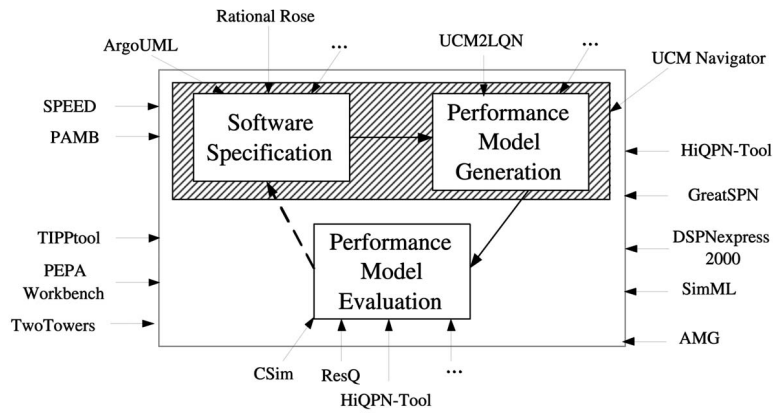 Rational Rose
ArgoUML
...
UCM2LQN
...
UCM Navigator
SPEED
PAMB
Software
Specification
Performance
Model
Generation
HiQPN-Tool
GreatSPN
TIPPtool
PEPA
Workbench
TwoTowers
Performance
Model
Evaluation
DSPNexpress
2000
SimML
AMG
CSim
ResQ
HiQPN-Tool
...